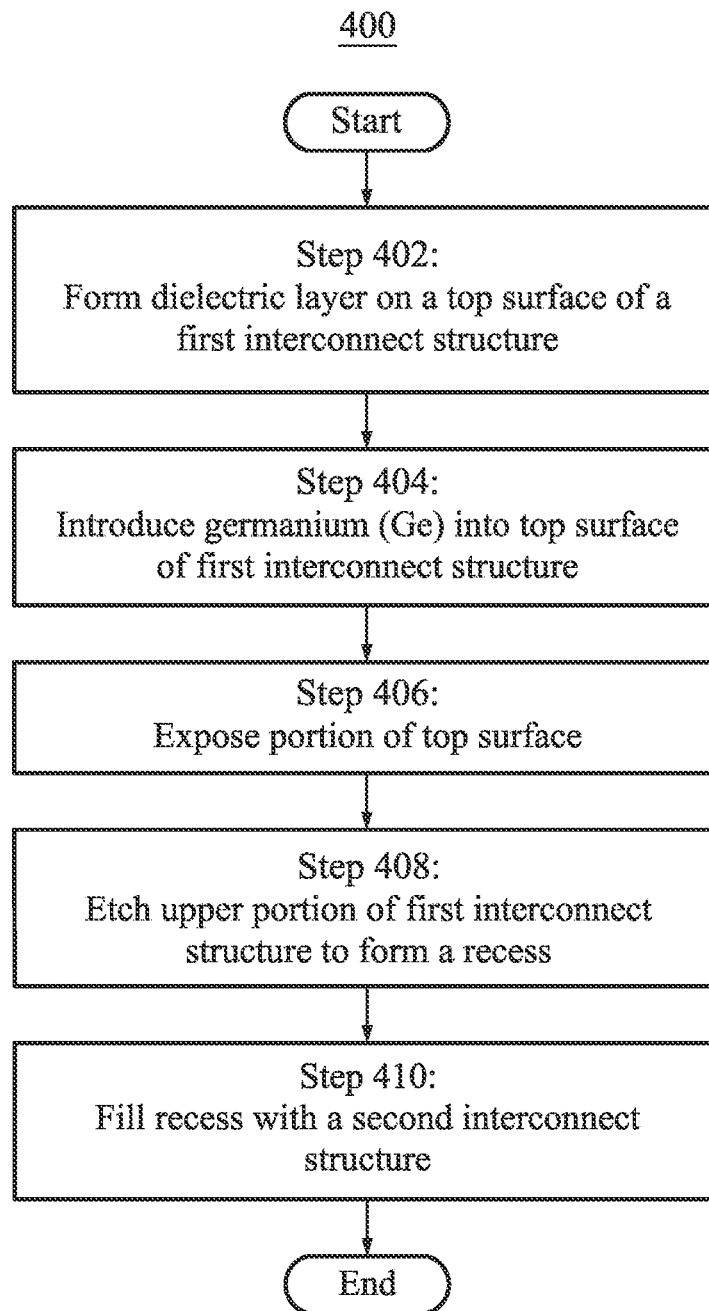 400
Start
Step 402:
Form dielectric layer on a top surface of a
first interconnect structure
Step 404:
Introduce germanium (Ge) into top surface
of first interconnect structure
Step 406:
Expose portion of top surface
Step 408:
Etch upper portion of first interconnect
structure to form a recess
Step 410:
Fill recess with a second interconnect
structure
End